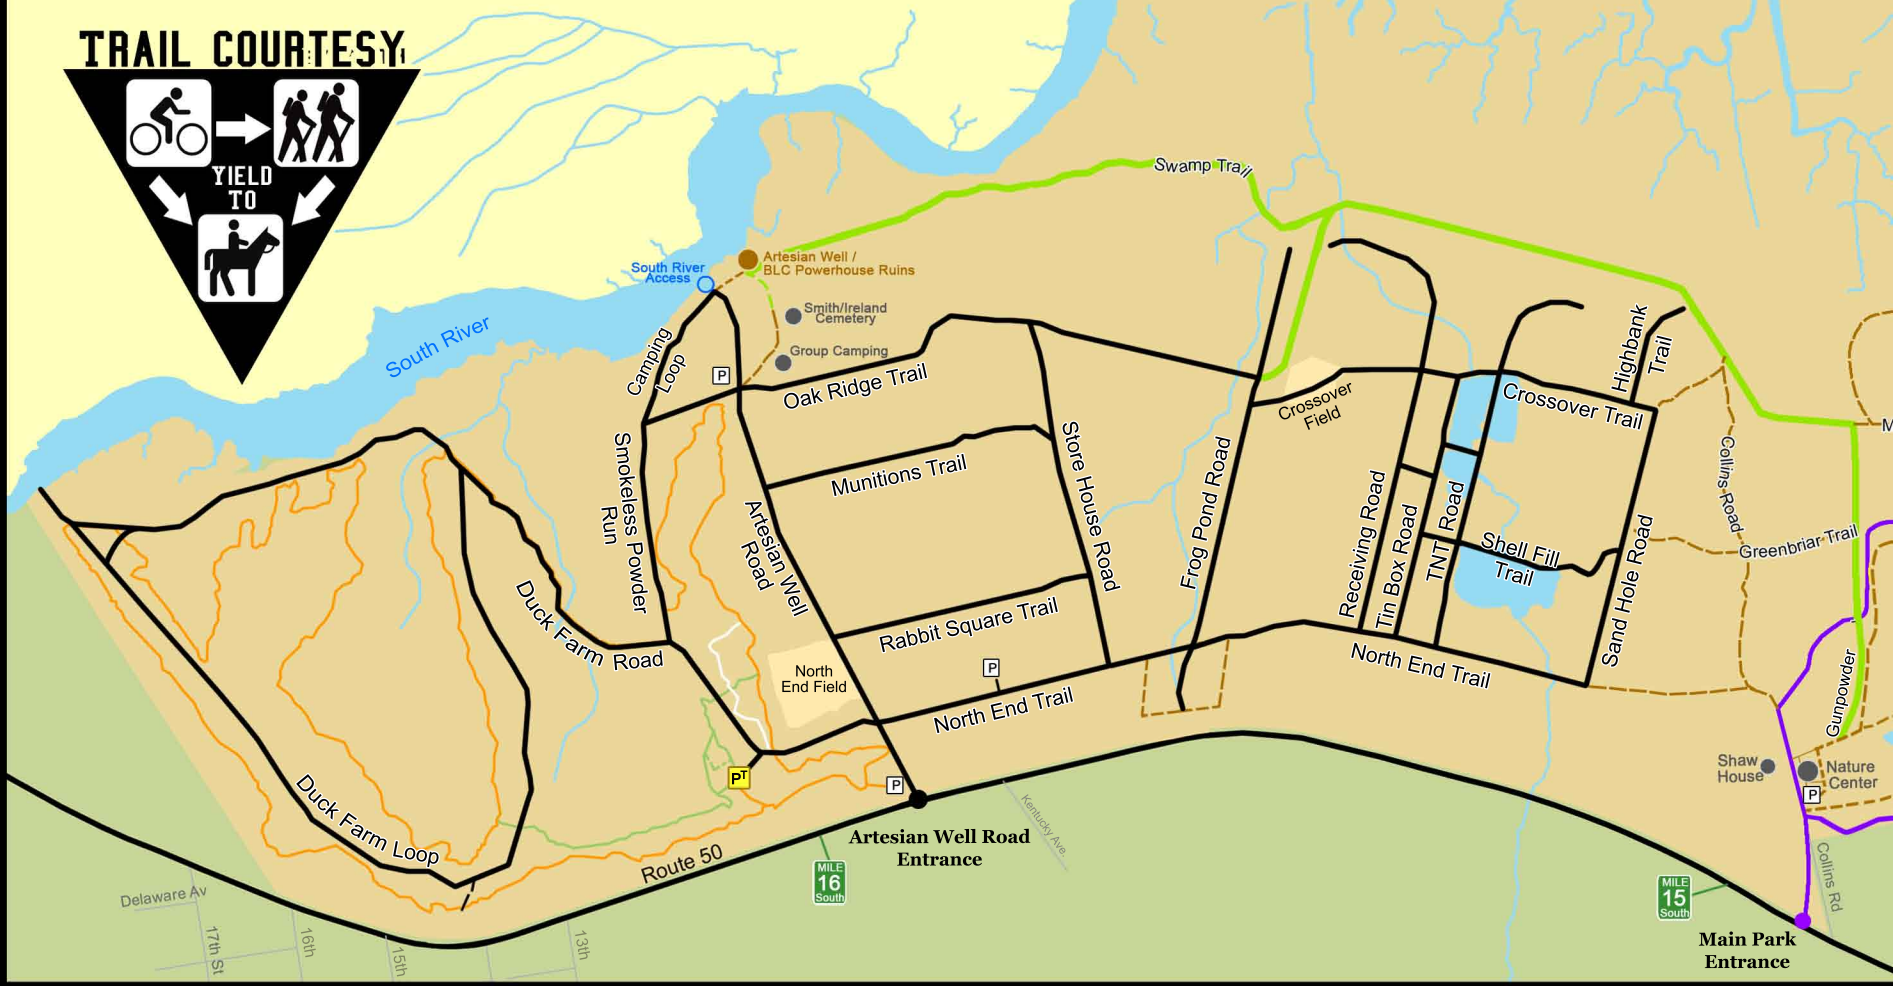 TRAIL COURTESY
YIELD
TO
South River
South River
Access
Artesian Well /
BLC Powerhouse Ruins
Smith/Ireland
Cemetery
Group Camping
Swamp Trail
Camping
Loop
P
Oak Ridge Trail
Munitions Trail
Smokeless Powder
Run
Artesian Well
Road
Store House Road
Frog Pond Road
Crossover
Field
Crossover Trail
Highbank
Trail
Receiving Road
Tin Box Road
TNT Road
Shell Fill
Trail
Sand Hole Road
Collins Road
Greenbriar Trail
M
Gunpowder
Duck Farm Road
Rabbit Square Trail
North
End Field
P
North End Trail
North End Trail
PT
P
Duck Farm Loop
Route 50
Artesian Well Road
Entrance
Kentucky Ave.
MILE
16
South
Shaw
House
Nature
Center
P
Collins Rd
MILE
15
South
Main Park
Entrance
Delaware Av
17th St
16th
15th
13th